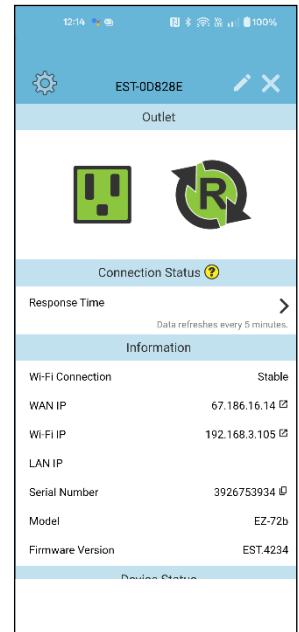 12:14 100%
EST-0D828E
Outlet
R
Connection Status ?
Response Time
Data refreshes every 5 minutes.
Information
Wi-Fi Connection Stable
WAN IP 67.186.16.14
Wi-Fi IP 192.168.3.105
LAN IP
Serial Number 3926753934
Model EZ-72b
Firmware Version EST.4234
Device Status